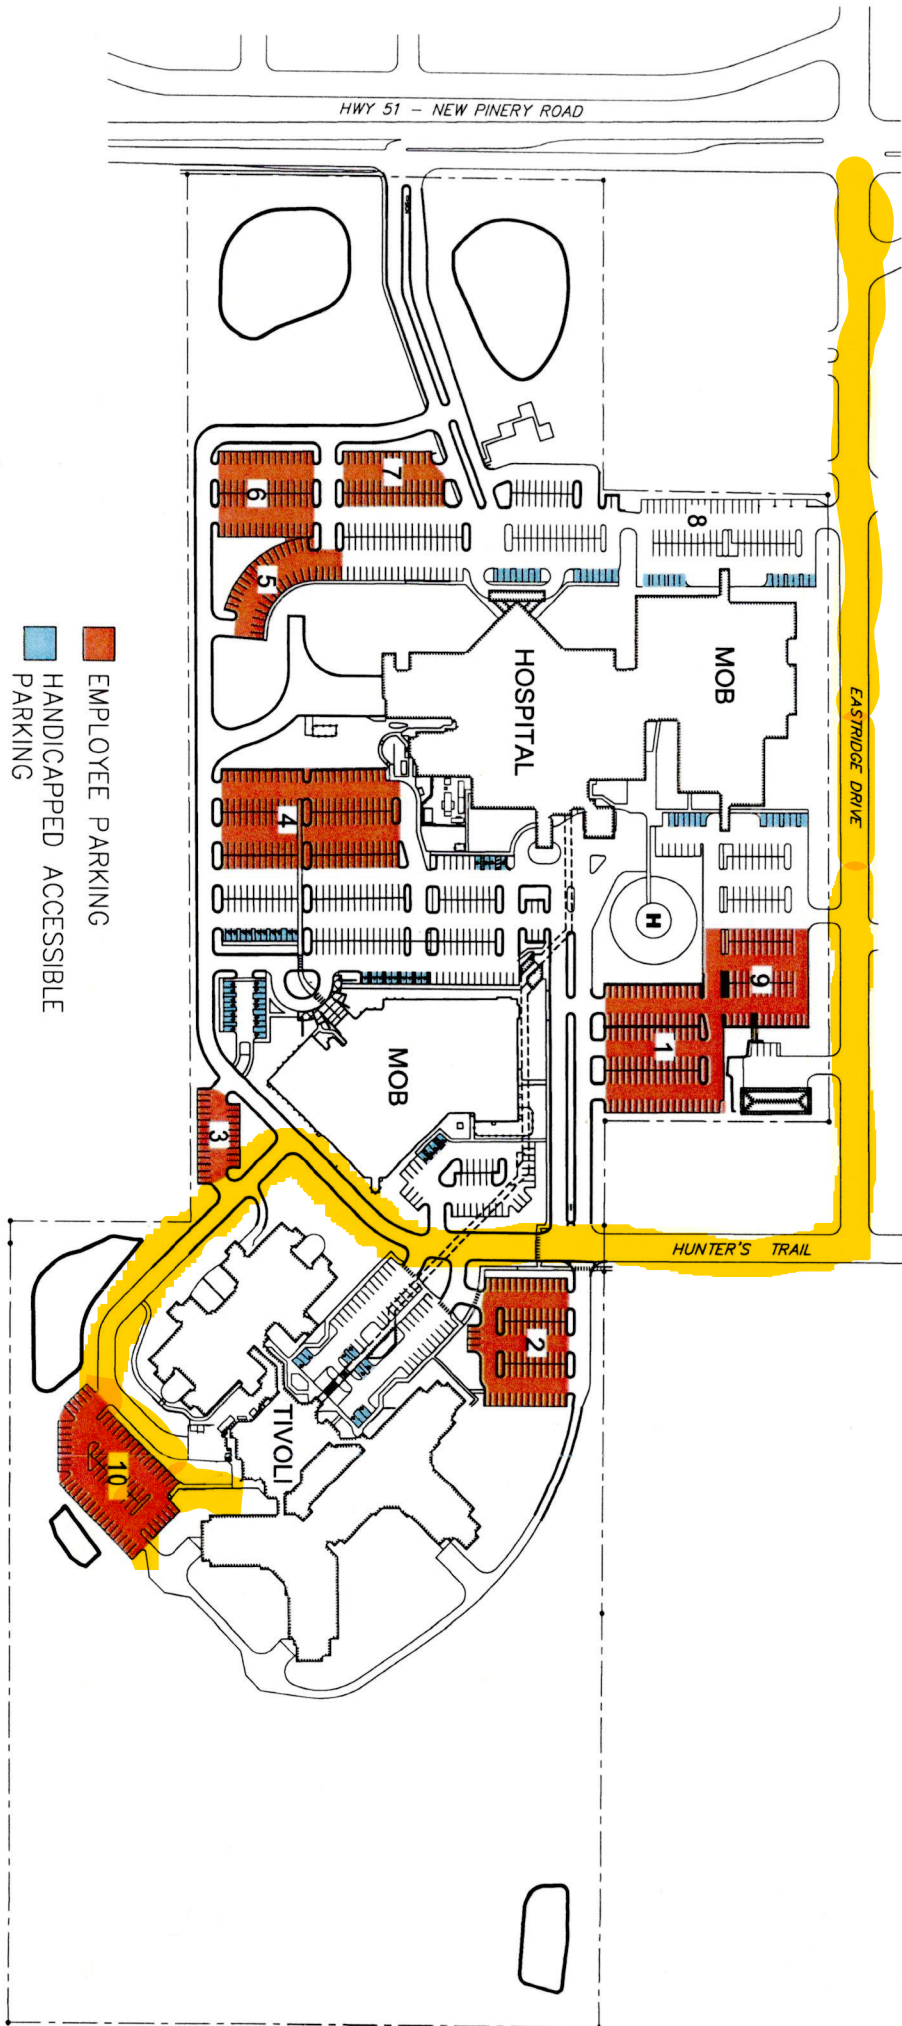 HWY 51 - NEW PINERY ROAD
7
6
8
5
HOSPITAL
MOB
EASTRIDGE DRIVE
4
H
9
1
MOB
3
HUNTER'S TRAIL
2
TIVOLI
10
EMPLOYEE PARKING
HANDICAPPED ACCESSIBLE
PARKING